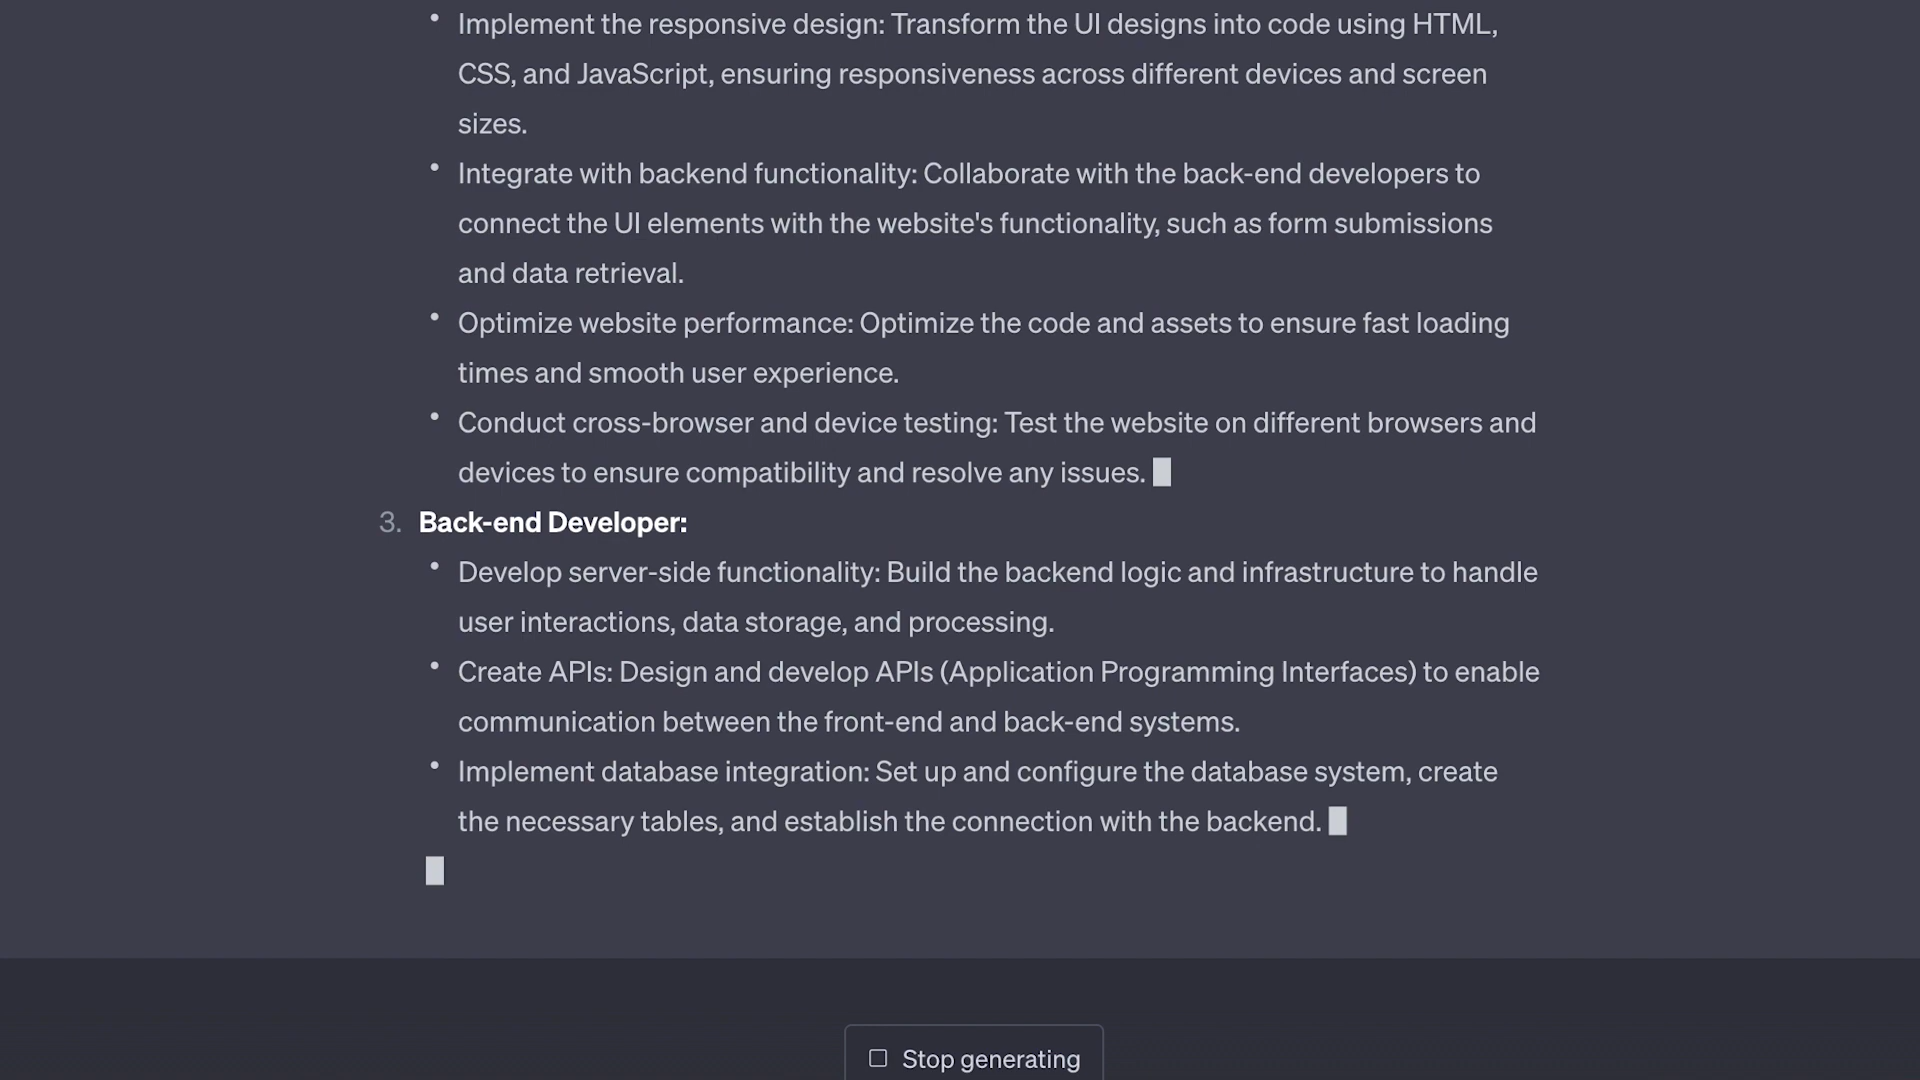 • Implement the responsive design: Transform the UI designs into code using HTML,
CSS, and JavaScript, ensuring responsiveness across different devices and screen
sizes.
• Integrate with backend functionality: Collaborate with the back-end developers to
connect the UI elements with the website's functionality, such as form submissions
and data retrieval.
• Optimize website performance: Optimize the code and assets to ensure fast loading
times and smooth user experience.
• Conduct cross-browser and device testing: Test the website on different browsers and
devices to ensure compatibility and resolve any issues.
3. Back-end Developer:
• Develop server-side functionality: Build the backend logic and infrastructure to handle
user interactions, data storage, and processing.
• Create APIs: Design and develop APIs (Application Programming Interfaces) to enable
communication between the front-end and back-end systems.
• Implement database integration: Set up and configure the database system, create
the necessary tables, and establish the connection with the backend.
Stop generating